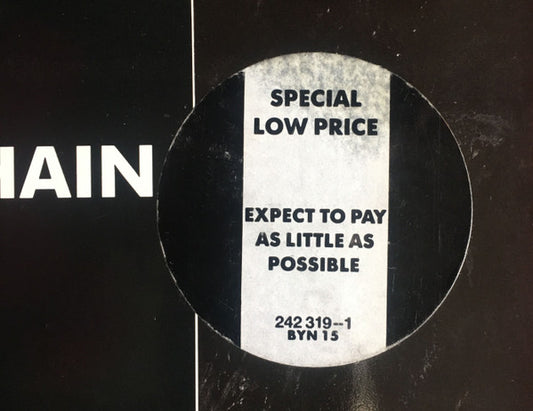 HAIN
SPECIAL
LOW PRICE
EXPECT TO PAY
AS LITTLE AS
POSSIBLE
242 319--1
BYN 15